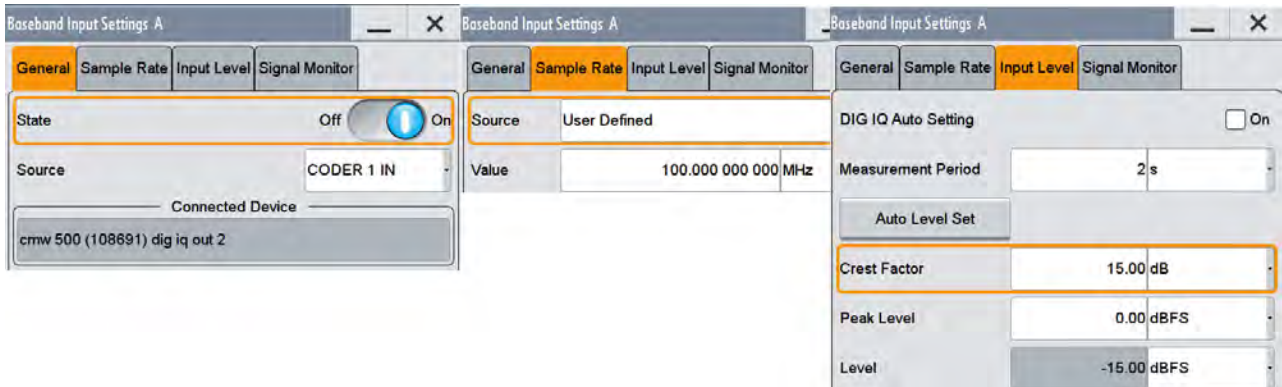 Baseband Input Settings A
General Sample Rate Input Level Signal Monitor
State Off On
Source CODER 1 IN
Connected Device
cmw 500 (108691) dig iq out 2
Baseband Input Settings A
General Sample Rate Input Level Signal Monitor
Source User Defined
Value 100.000 000 000 MHz
Baseband Input Settings A
General Sample Rate Input Level Signal Monitor
DIG IQ Auto Setting On
Measurement Period 2 s
Auto Level Set
Crest Factor 15.00 dB
Peak Level 0.00 dBFS
Level -15.00 dBFS